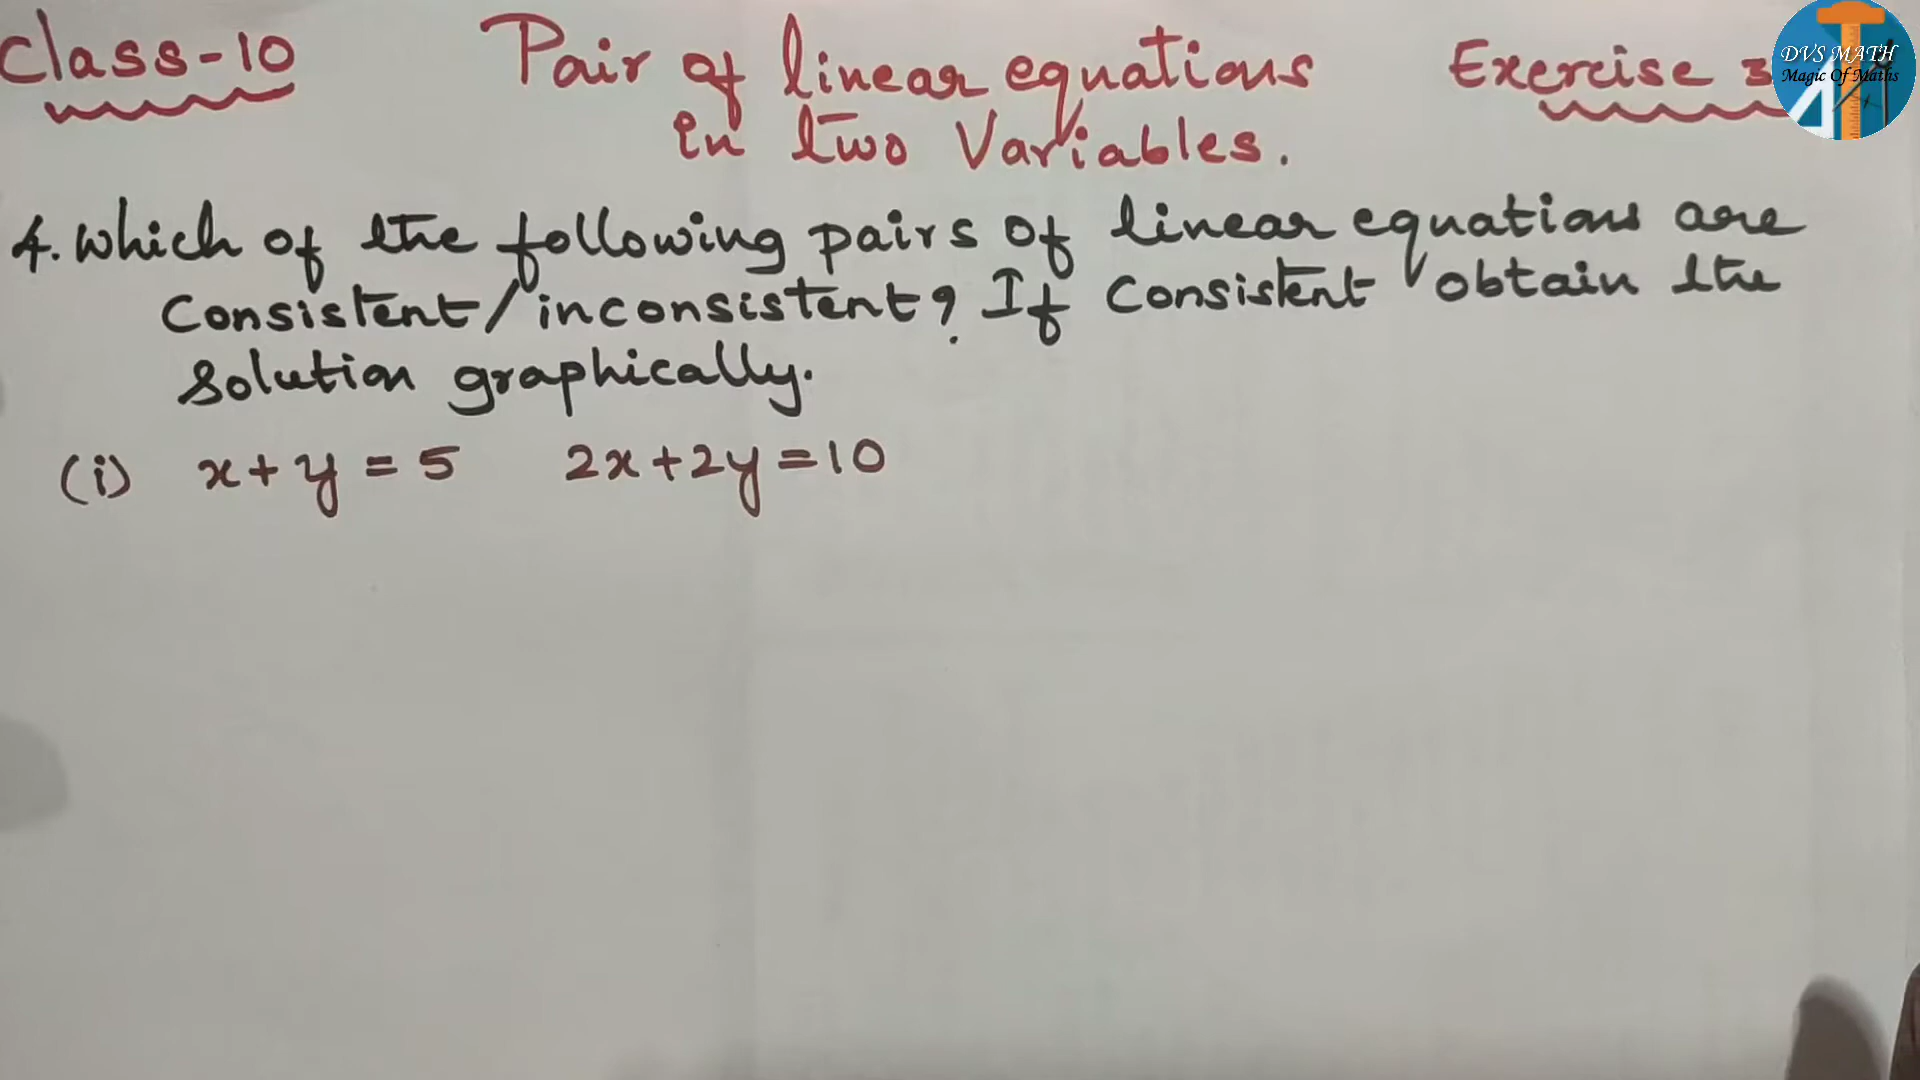 Class-10
Pair of linear equations
in two Variables.
Exercise 3
DVS MATH
Magic Of Maths
4. Which of the following pairs of linear equations are
Consistent/inconsistent? If Consistent obtain the
Solution graphically.
(i) x+y=5 2x+2y=10